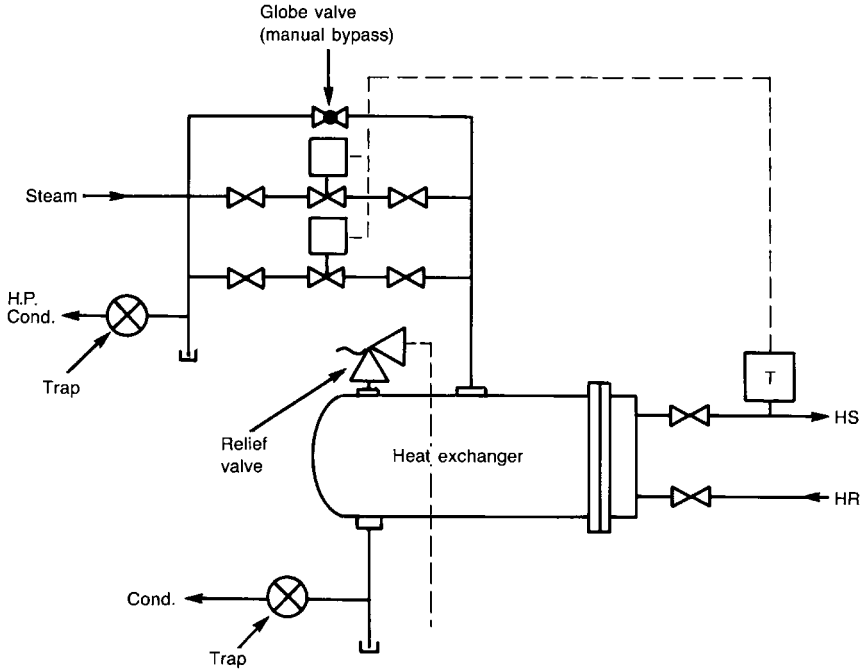 Globe valve
(manual bypass)
Steam
H.P.
Cond.
Trap
T
HS
Relief
valve
Heat exchanger
HR
Cond.
Trap